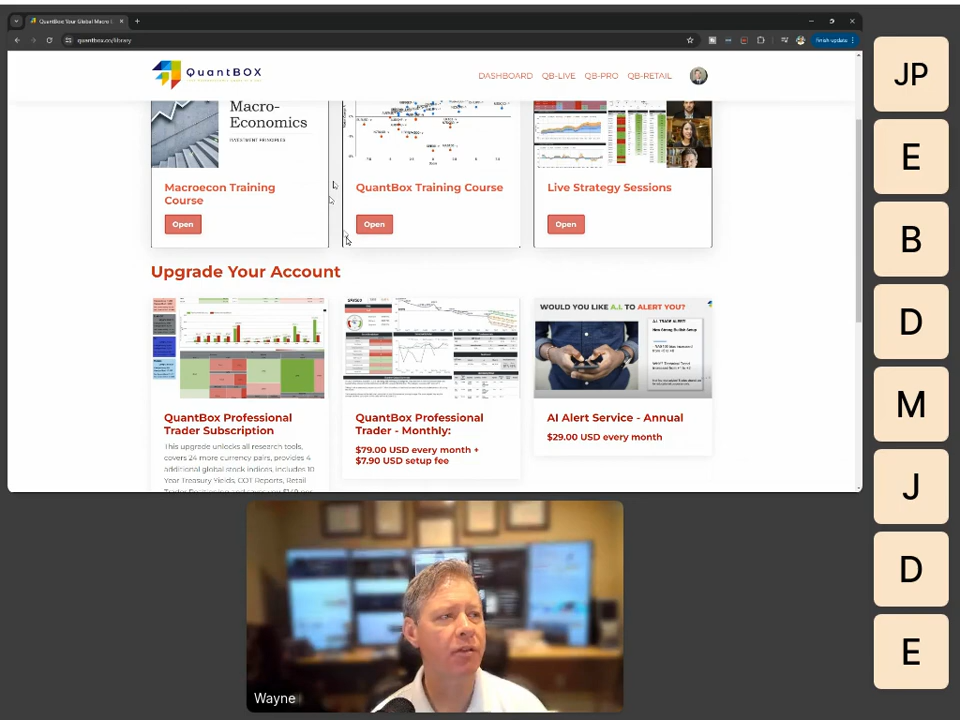 QuantBox: Your Global Macro E
quantbox.co/library
Finish update
QuantBOX
DASHBOARD QB-LIVE QB-PRO QB-RETAIL
Macro-
Economics
INVESTMENT PRINCIPLES
Macroecon Training
Course
Open
QuantBox Training Course
Open
Live Strategy Sessions
Open
Upgrade Your Account
QuantBox Professional
Trader Subscription
This upgrade unlocks all research tools,
covers 24 more currency pairs, provides 4
additional global stock indices, includes 10
Year Treasury Yields, COT Reports, Retail
QuantBox Professional
Trader - Monthly:
$79.00 USD every month +
$7.90 USD setup fee
WOULD YOU LIKE A.I. TO ALERT YOU?
AI Alert Service - Annual
$29.00 USD every month
Wayne
JP
E
B
D
M
J
D
E